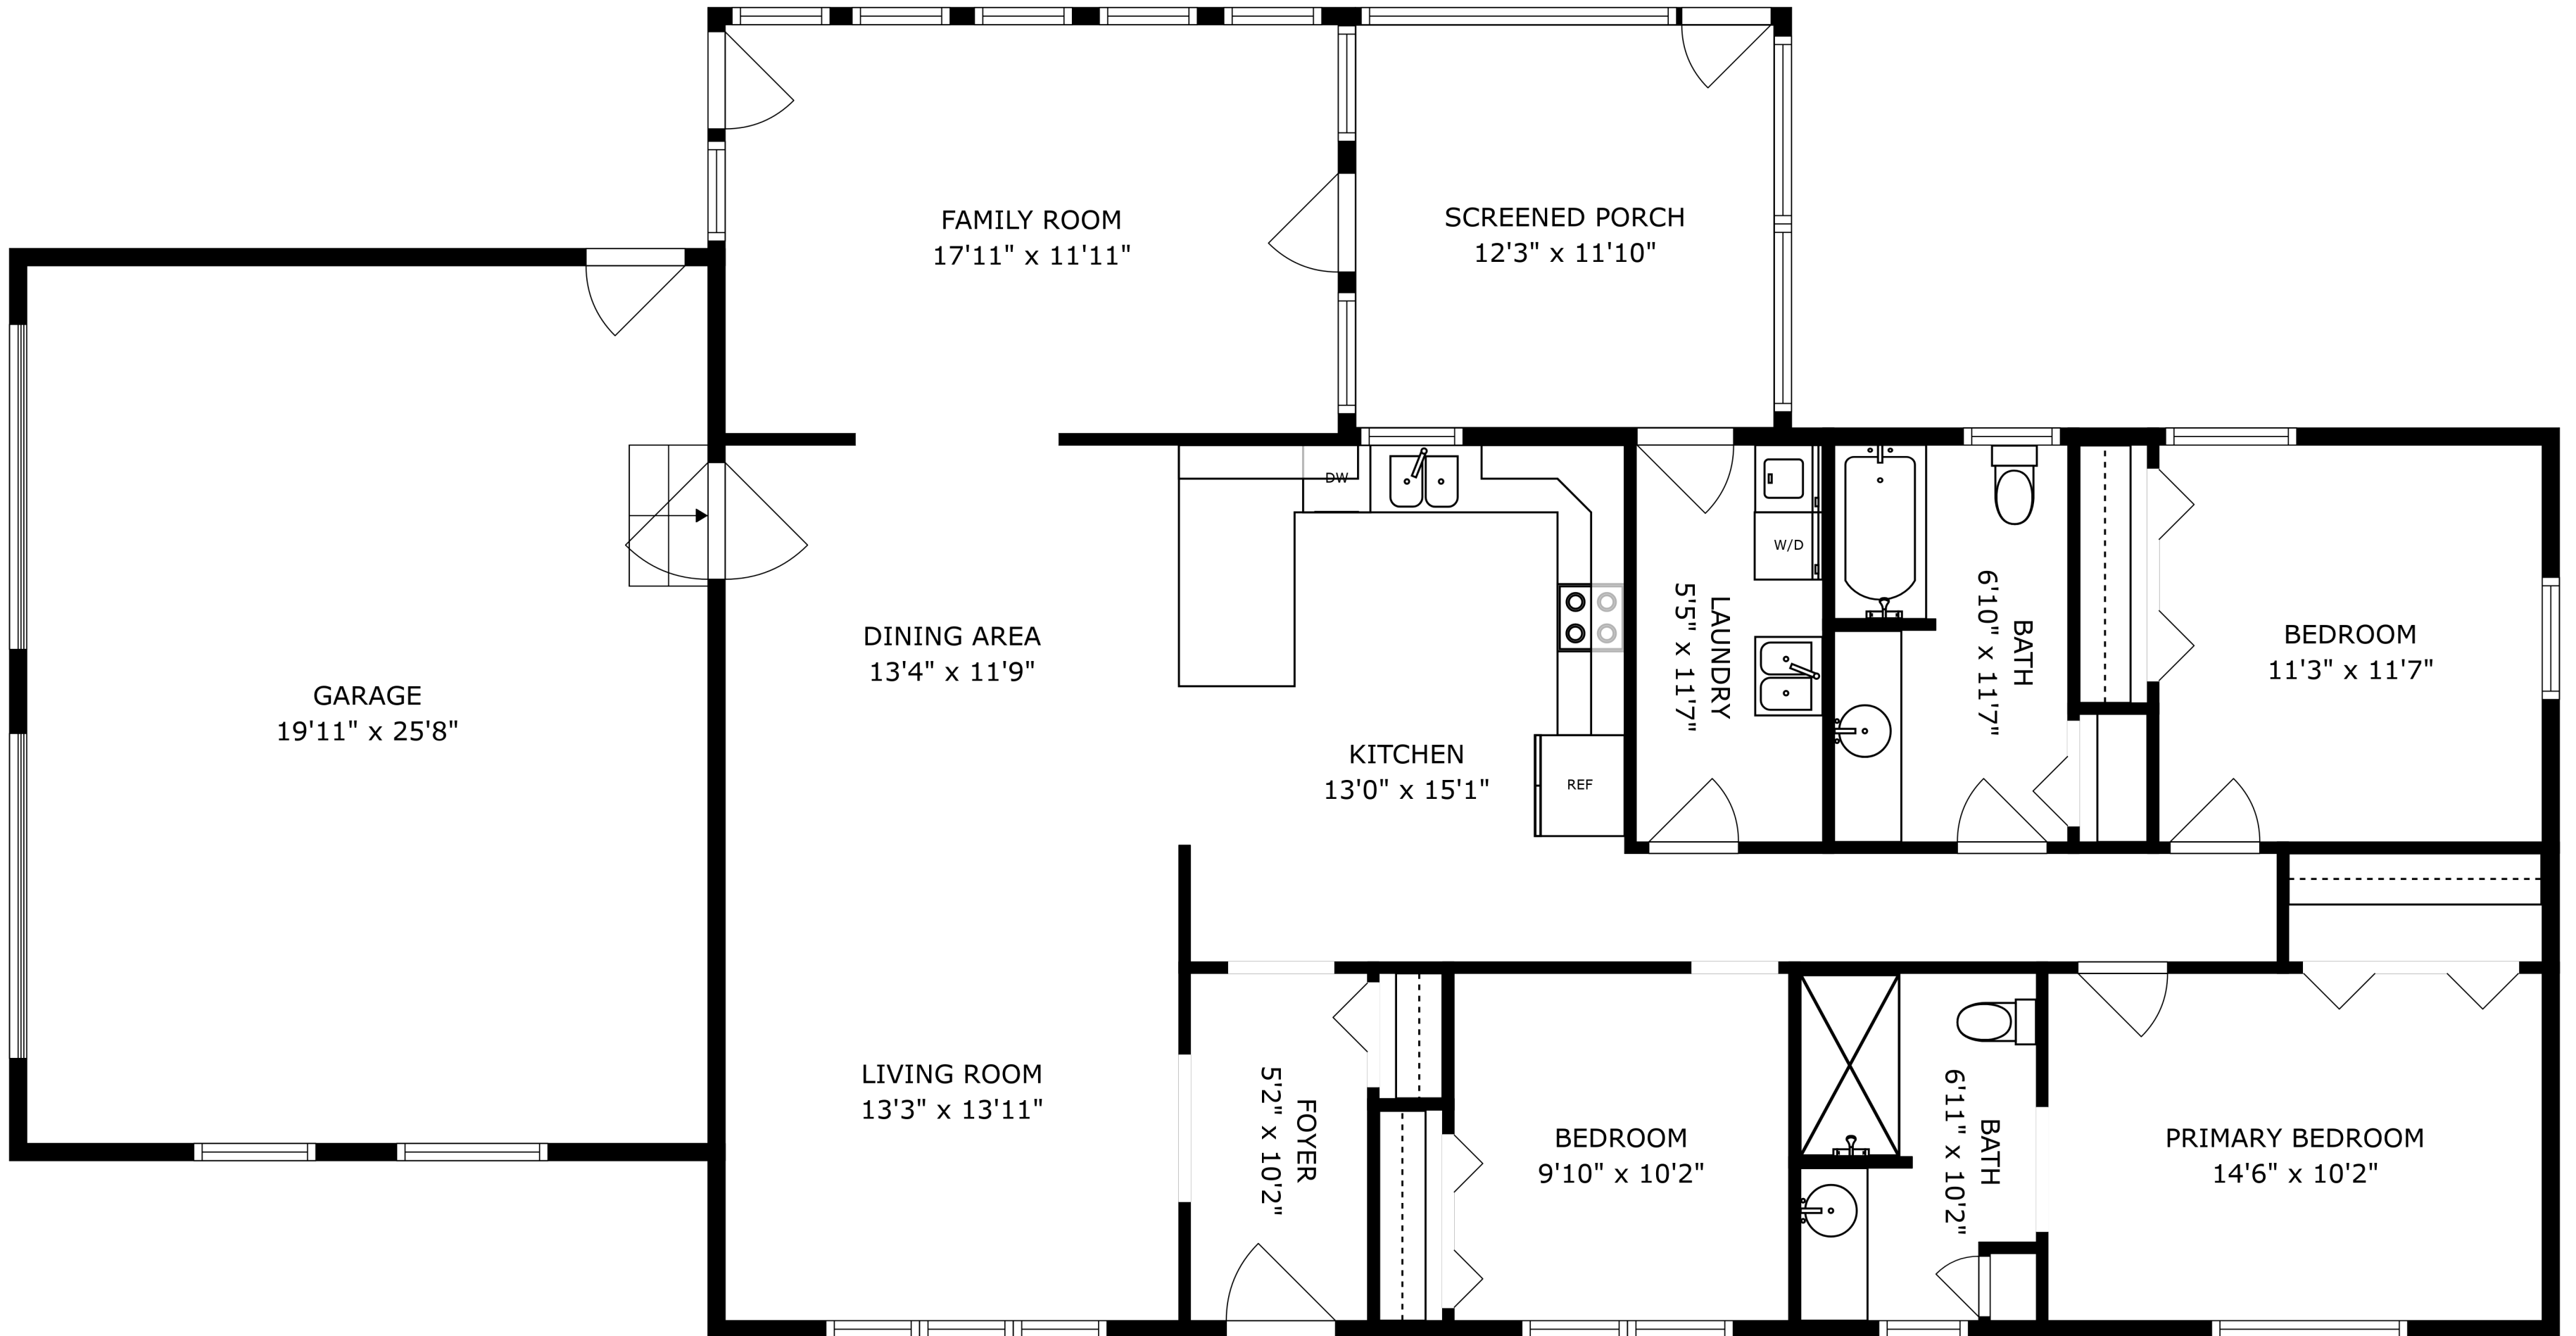 FAMILY ROOM
17'11" x 11'11"
SCREENED PORCH
12'3" x 11'10"
DW
W/D
DINING AREA
13'4" x 11'9"
GARAGE
19'11" x 25'8"
KITCHEN
13'0" x 15'1"
REF
LAUNDRY
5'5" x 11'7"
BATH
6'10" x 11'7"
BEDROOM
11'3" x 11'7"
LIVING ROOM
13'3" x 13'11"
FOYER
5'2" x 10'2"
BEDROOM
9'10" x 10'2"
BATH
6'11" x 10'2"
PRIMARY BEDROOM
14'6" x 10'2"